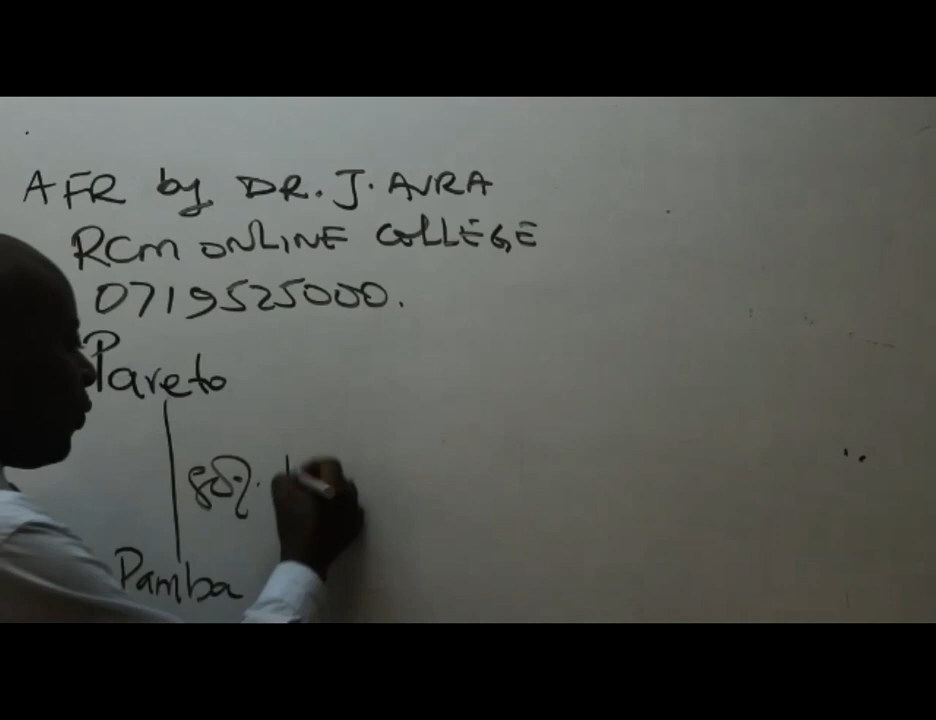 AFR by DR. J. AVRA
RCM ONLINE COLLEGE
0719525000.
Pareto
Pamba